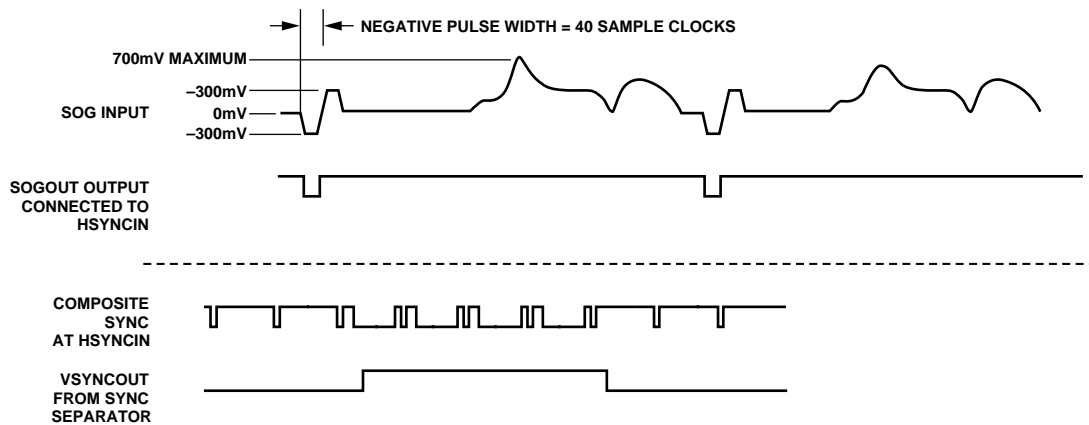 NEGATIVE PULSE WIDTH = 40 SAMPLE CLOCKS
700mV MAXIMUM
–300mV
SOG INPUT
0mV
–300mV
SOGOUT OUTPUT
CONNECTED TO
HSYNCIN
COMPOSITE
SYNC
AT HSYNCIN
VSYNCOUT
FROM SYNC
SEPARATOR